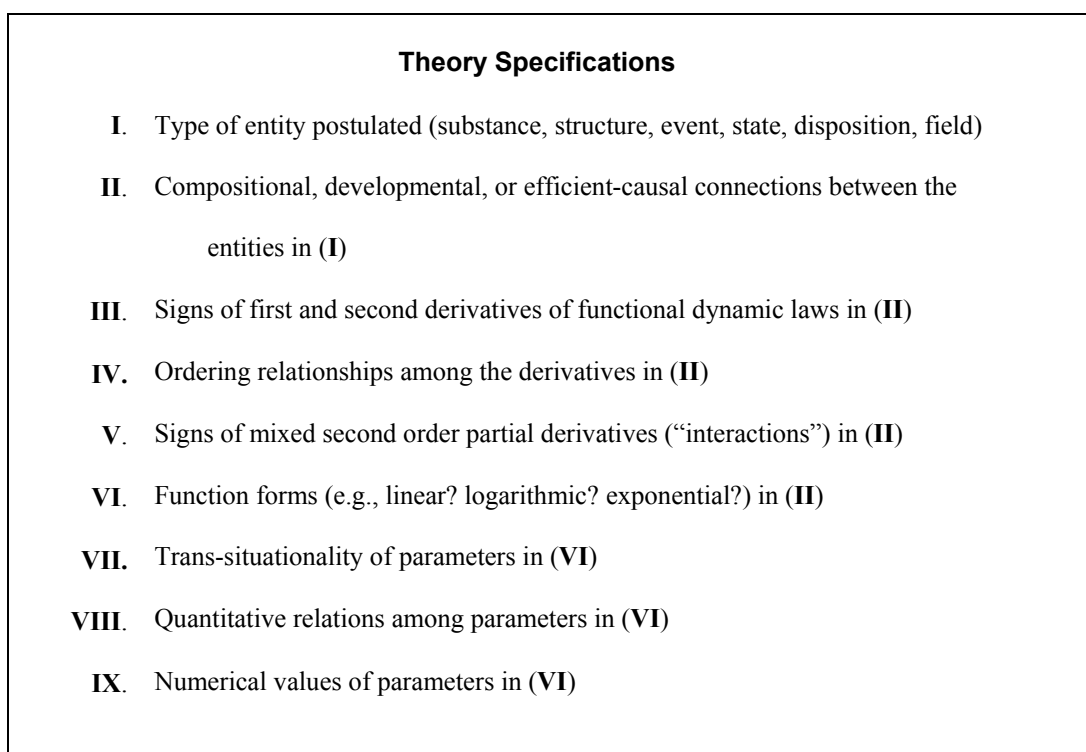 Theory Specifications
I. Type of entity postulated (substance, structure, event, state, disposition, field)
II. Compositional, developmental, or efficient-causal connections between the
entities in (I)
III. Signs of first and second derivatives of functional dynamic laws in (II)
IV. Ordering relationships among the derivatives in (II)
V. Signs of mixed second order partial derivatives (“interactions”) in (II)
VI. Function forms (e.g., linear? logarithmic? exponential?) in (II)
VII. Trans-situationality of parameters in (VI)
VIII. Quantitative relations among parameters in (VI)
IX. Numerical values of parameters in (VI)